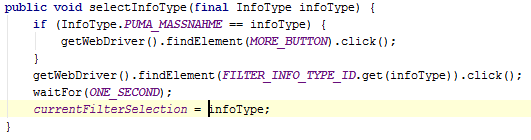 public void selectInfoType(final InfoType infoType) {
if (InfoType.PUMA_MASSNAHME == infoType) {
getWebDriver().findElement(MORE_BUTTON).click();
}
getWebDriver().findElement(FILTER_INFO_TYPE_ID.get(infoType)).click();
waitFor(ONE_SECOND);
currentFilterSelection = infoType;
}